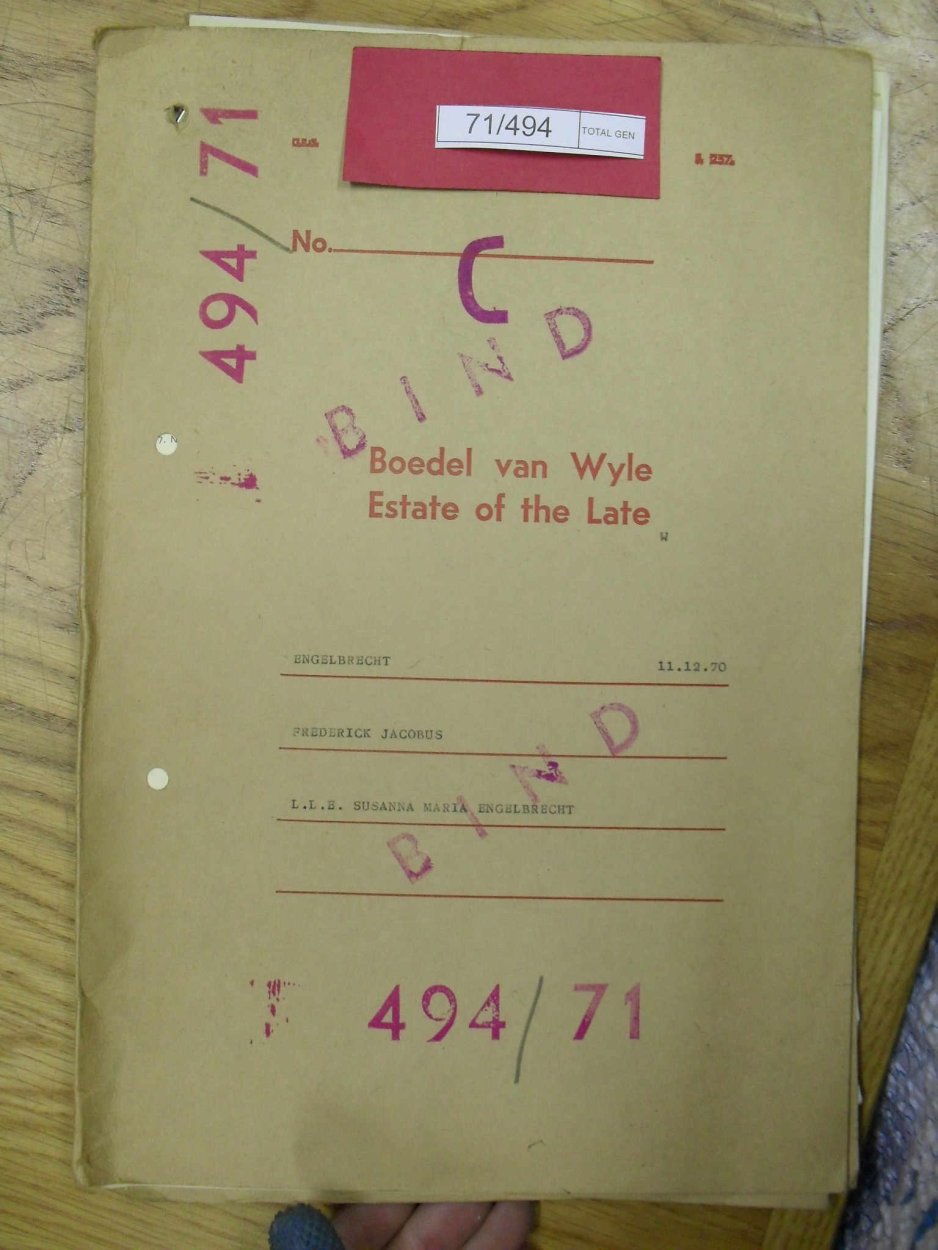 71/494 TOTAL GEN
494/71
No.
C
BIND
Boedel van Wyle
Estate of the Late
W
ENGELBRECHT 11.12.70
FREDERICK JACOBUS
L.L.E. SUSANNA MARIA ENGELBRECHT
BIND
494/71